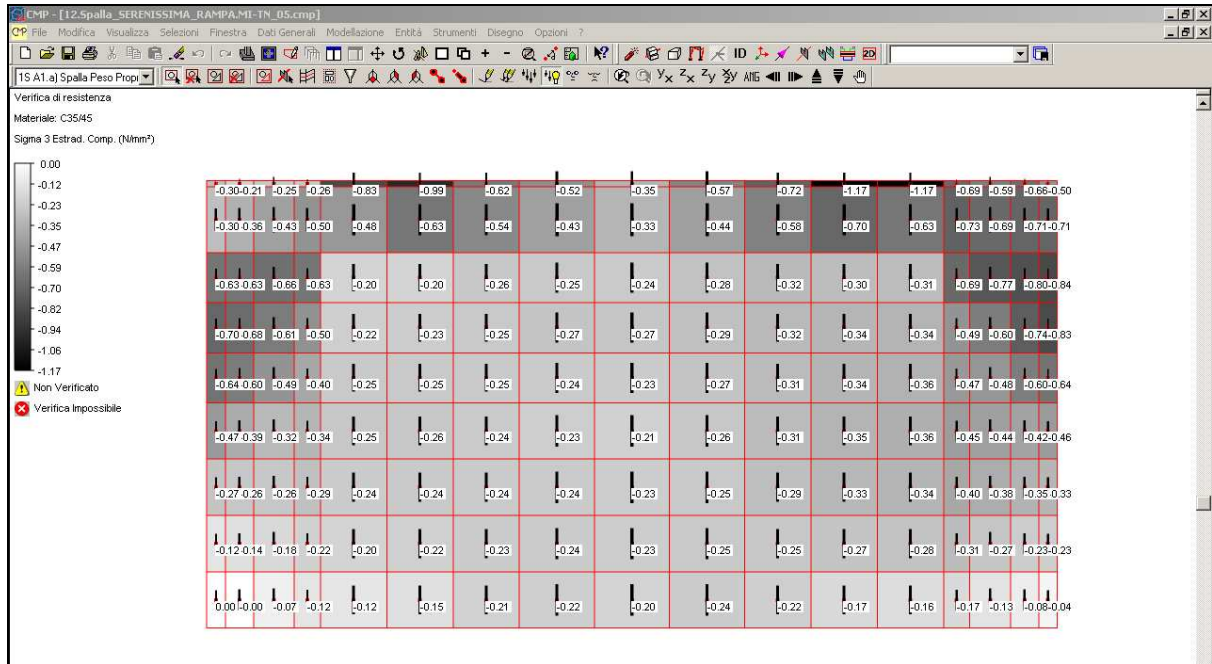 CMP - [12.Spalla_SERENISSIMA_RAMPA.MI-TN_05.cmp]
CMP File Modifica Visualizza Selezioni Finestra Dati Generali Modellazione Entità Strumenti Disegno Opzioni ?
ID 2D
1S A1.a) Spalla Peso Propi
Verifica di resistenza
Materiale: C35/45
Sigma 3 Estrad. Comp. (N/mm²)
0.00
-0.12
-0.23
-0.35
-0.47
-0.59
-0.70
-0.82
-0.94
-1.06
-1.17
Non Verificato
Verifica Impossibile
-0.30 -0.21 -0.25 -0.26 -0.83 -0.99 -0.62 -0.52 -0.35 -0.57 -0.72 -1.17 -1.17 -0.69 -0.59 -0.66 -0.50
-0.30 -0.36 -0.43 -0.50 -0.48 -0.63 -0.54 -0.43 -0.33 -0.44 -0.58 -0.70 -0.63 -0.73 -0.69 -0.71 -0.71
-0.63 -0.63 -0.66 -0.63 -0.20 -0.20 -0.26 -0.25 -0.24 -0.28 -0.32 -0.30 -0.31 -0.69 -0.77 -0.80 -0.84
-0.70 -0.68 -0.61 -0.50 -0.22 -0.23 -0.25 -0.27 -0.27 -0.29 -0.32 -0.34 -0.34 -0.49 -0.60 -0.74 -0.83
-0.64 -0.60 -0.49 -0.40 -0.25 -0.25 -0.25 -0.24 -0.23 -0.27 -0.31 -0.34 -0.36 -0.47 -0.48 -0.60 -0.64
-0.47 -0.39 -0.32 -0.34 -0.25 -0.26 -0.24 -0.23 -0.21 -0.26 -0.31 -0.35 -0.36 -0.45 -0.44 -0.42 -0.46
-0.27 -0.26 -0.26 -0.29 -0.24 -0.24 -0.24 -0.24 -0.23 -0.25 -0.29 -0.33 -0.34 -0.40 -0.38 -0.35 -0.33
-0.12 -0.14 -0.18 -0.22 -0.20 -0.22 -0.23 -0.24 -0.23 -0.25 -0.25 -0.27 -0.28 -0.31 -0.27 -0.23 -0.23
0.00 -0.00 -0.07 -0.12 -0.12 -0.15 -0.21 -0.22 -0.20 -0.24 -0.22 -0.17 -0.16 -0.17 -0.13 -0.08 -0.04